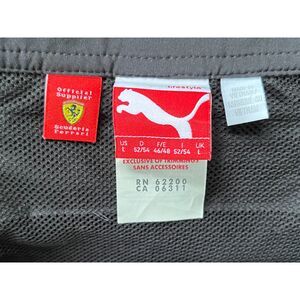 Official
Supplier
Scuderia
Ferrari
lifestyle
US D F/E I UK
L 52/54 46/48 52/54 L
EXCLUSIVE OF TRIMMINGS
SANS ACCESSOIRES
RN 62200
CA 06311